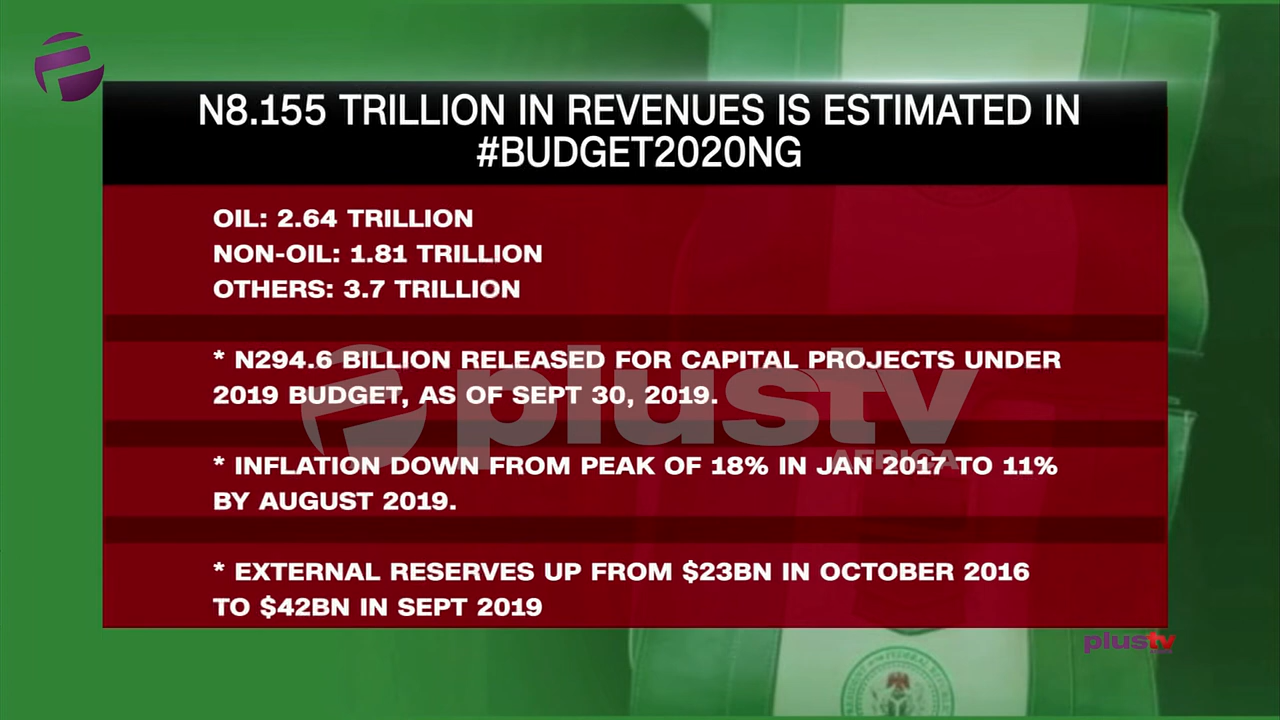 N8.155 TRILLION IN REVENUES IS ESTIMATED IN
#BUDGET2020NG
OIL: 2.64 TRILLION
NON-OIL: 1.81 TRILLION
OTHERS: 3.7 TRILLION
* N294.6 BILLION RELEASED FOR CAPITAL PROJECTS UNDER
2019 BUDGET, AS OF SEPT 30, 2019.
plustv
AFRICA
* INFLATION DOWN FROM PEAK OF 18% IN JAN 2017 TO 11%
BY AUGUST 2019.
* EXTERNAL RESERVES UP FROM $23BN IN OCTOBER 2016
TO $42BN IN SEPT 2019
plustv